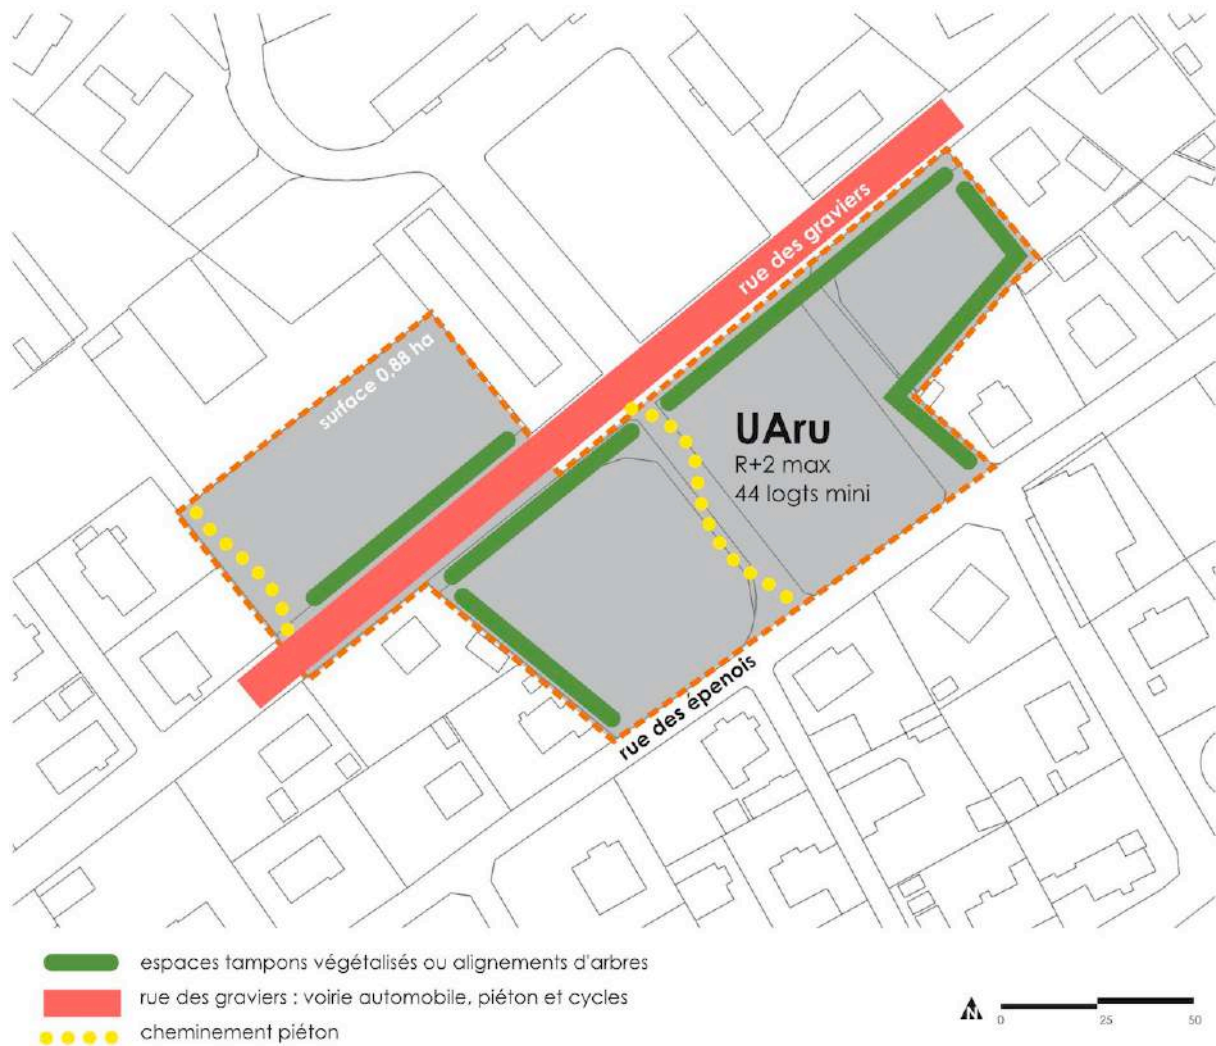 rue des graviers
surface 0,88 ha
UAru
R+2 max
44 logts mini
rue des épenois
espaces tampons végétalisés ou alignements d'arbres
rue des graviers : voirie automobile, piéton et cycles
cheminement piéton
N
0 25 50